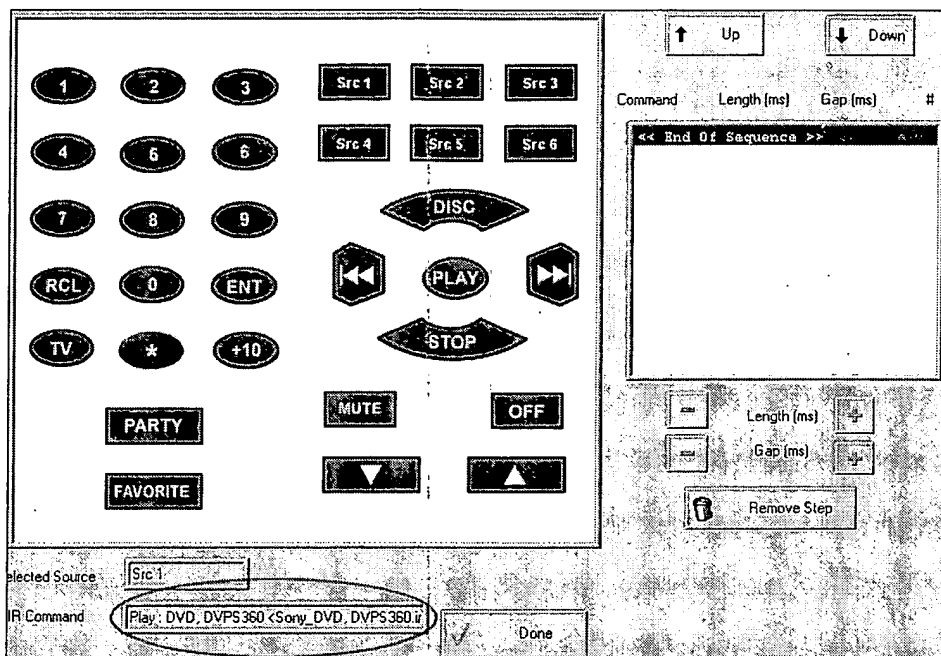 1 2 3
4 5 6
7 8 9
RCL 0 ENT
TV * +10
PARTY
FAVORITE
Src 1 Src 2 Src 3
Src 4 Src 5 Src 6
DISC
PLAY
STOP
MUTE OFF
Up Down
Command Length (ms) Gap (ms) #
<< End Of Sequence >>
Length (ms)
Gap (ms)
Remove Step
elected Source Src 1
IR Command Play : DVD, DVPS360 <Sony_DVD, DVPS360.ir
Done